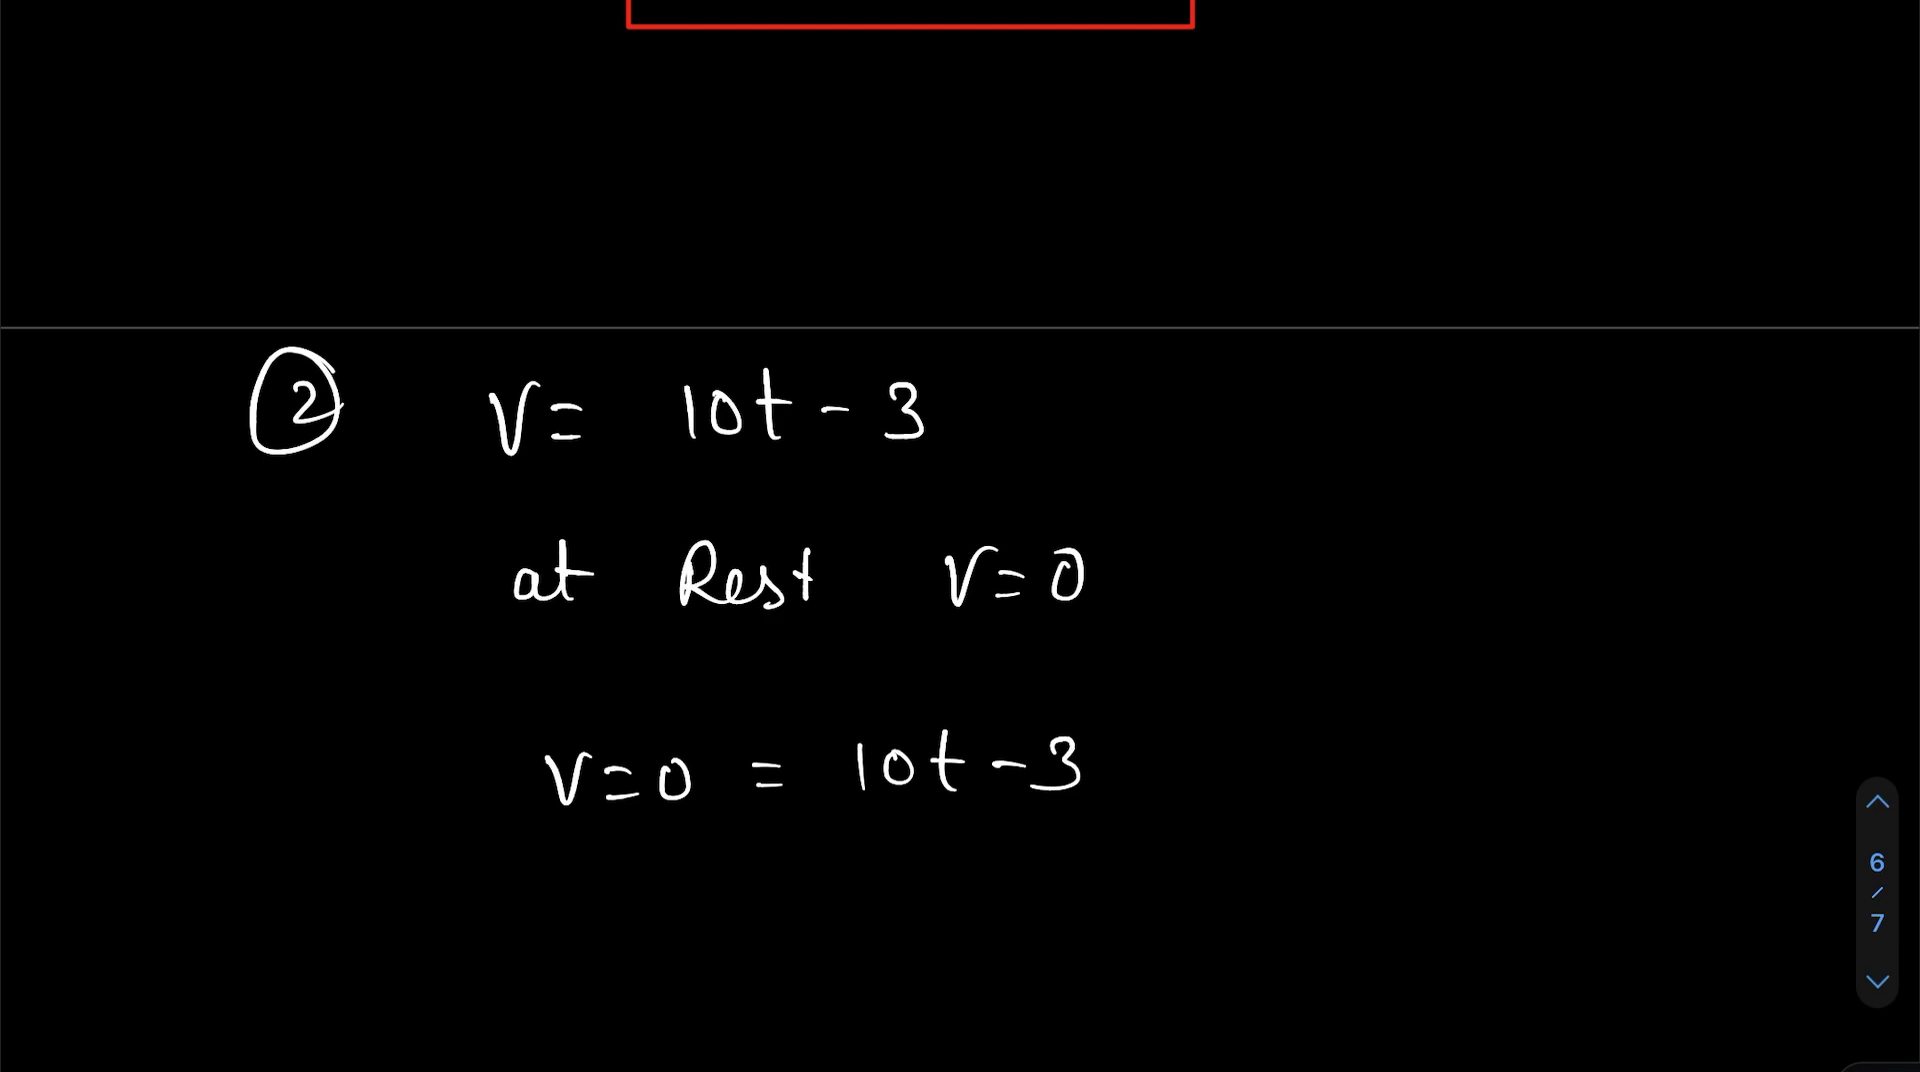 2 V= 10t - 3
at Rest V=0
V=0 = 10t - 3
6
/
7